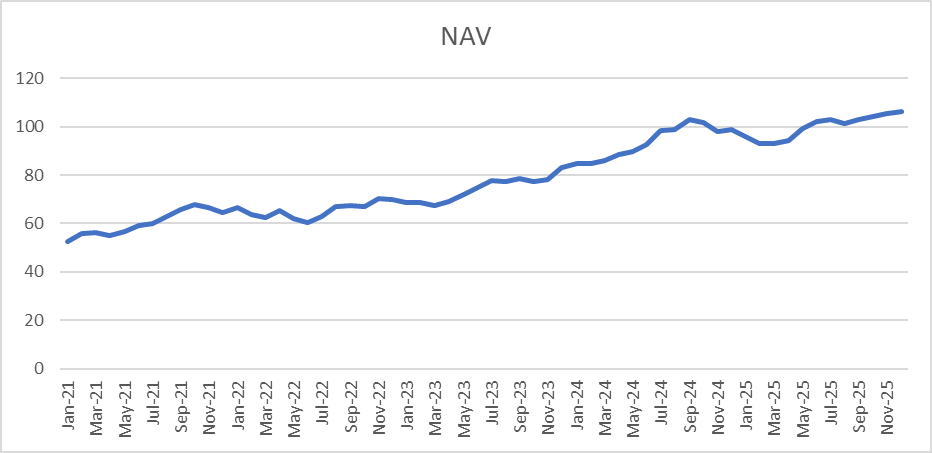 NAV
120
100
80
60
40
20
0
Jan-21
Mar-21
May-21
Jul-21
Sep-21
Nov-21
Jan-22
Mar-22
May-22
Jul-22
Sep-22
Nov-22
Jan-23
Mar-23
May-23
Jul-23
Sep-23
Nov-23
Jan-24
Mar-24
May-24
Jul-24
Sep-24
Nov-24
Jan-25
Mar-25
May-25
Jul-25
Sep-25
Nov-25